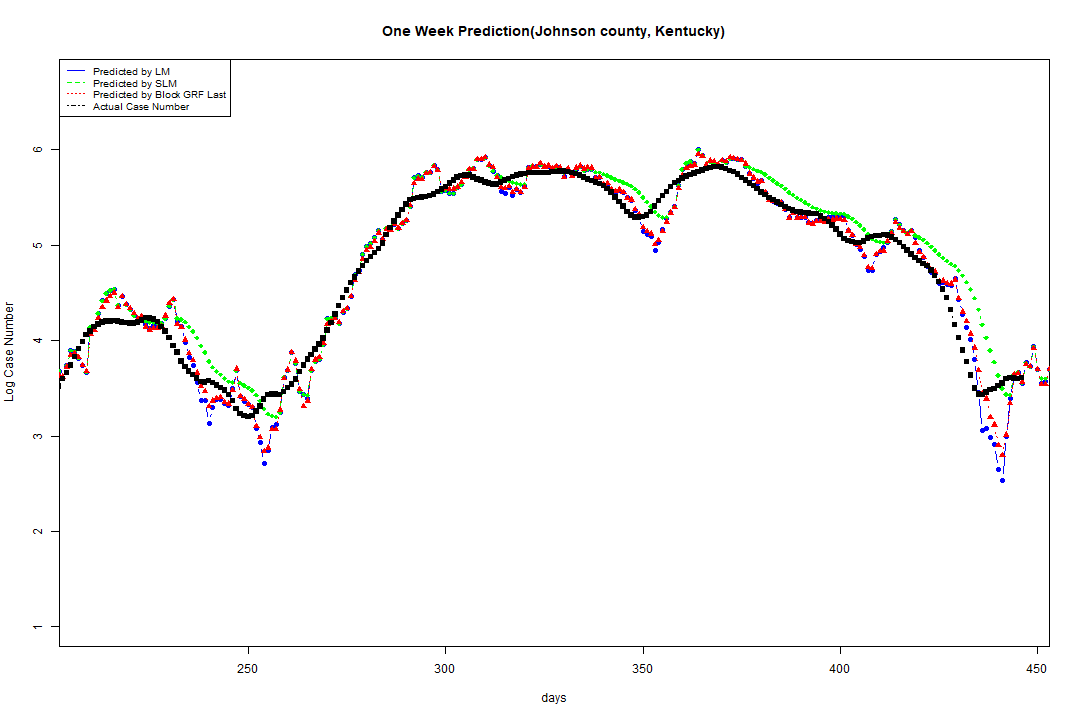 One Week Prediction(Johnson county, Kentucky)
Predicted by LM
Predicted by SLM
Predicted by Block GRF Last
Actual Case Number
Log Case Number
6
5
4
3
2
1
250 300 350 400 450
days